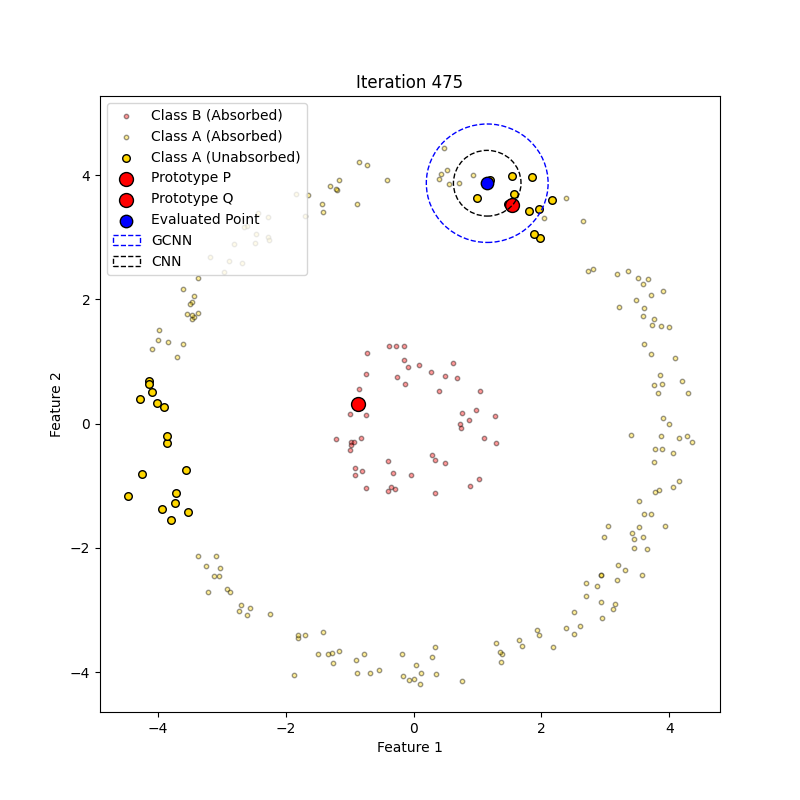 Iteration 475
Class B (Absorbed)
Class A (Absorbed)
Class A (Unabsorbed)
Prototype P
Prototype Q
Evaluated Point
GCNN
CNN
4
2
0
−2
−4
Feature 2
−4
−2
0
2
4
Feature 1